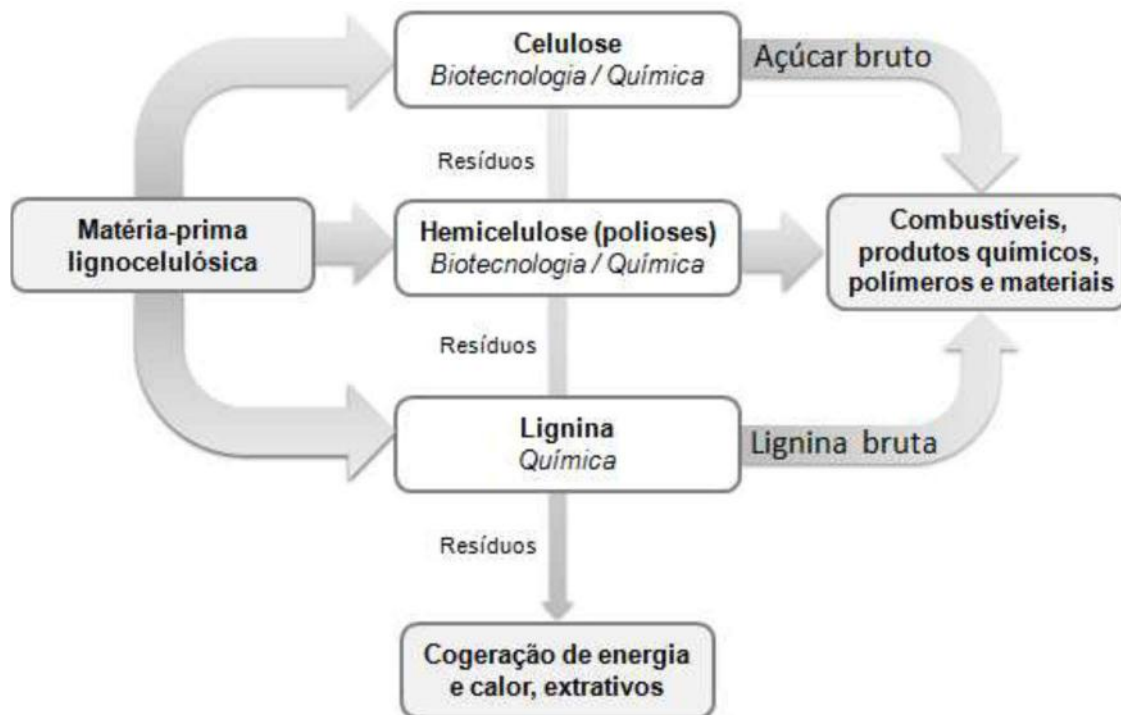 Celulose
Biotecnologia / Química
Açúcar bruto
Resíduos
Matéria-prima
lignocelulósica
Hemicelulose (polioses)
Biotecnologia / Química
Combustíveis,
produtos químicos,
polímeros e materiais
Resíduos
Lignina
Química
Lignina bruta
Resíduos
Cogeração de energia
e calor, extrativos